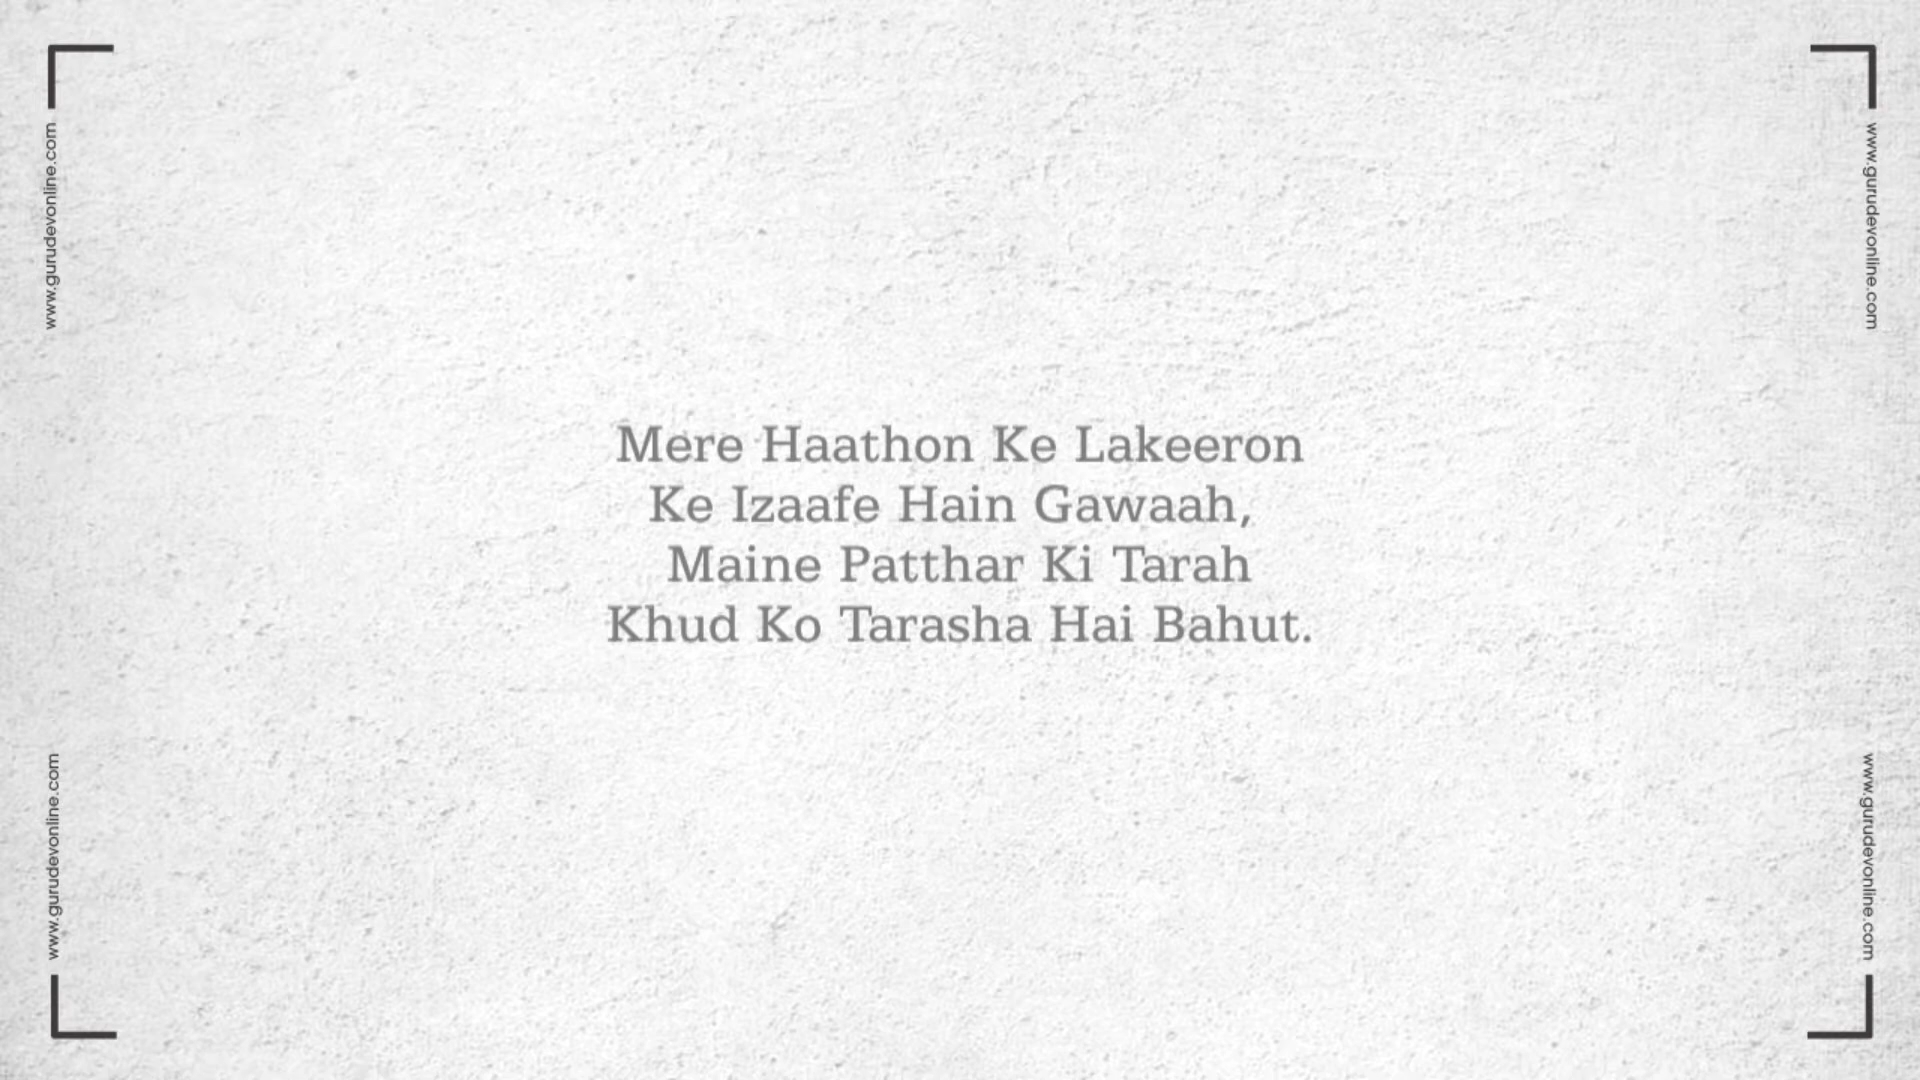 www.gurudevonline.com
www.gurudevonline.com
Mere Haathon Ke Lakeeron
Ke Izaafe Hain Gawaah,
Maine Patthar Ki Tarah
Khud Ko Tarasha Hai Bahut.
www.gurudevonline.com
www.gurudevonline.com